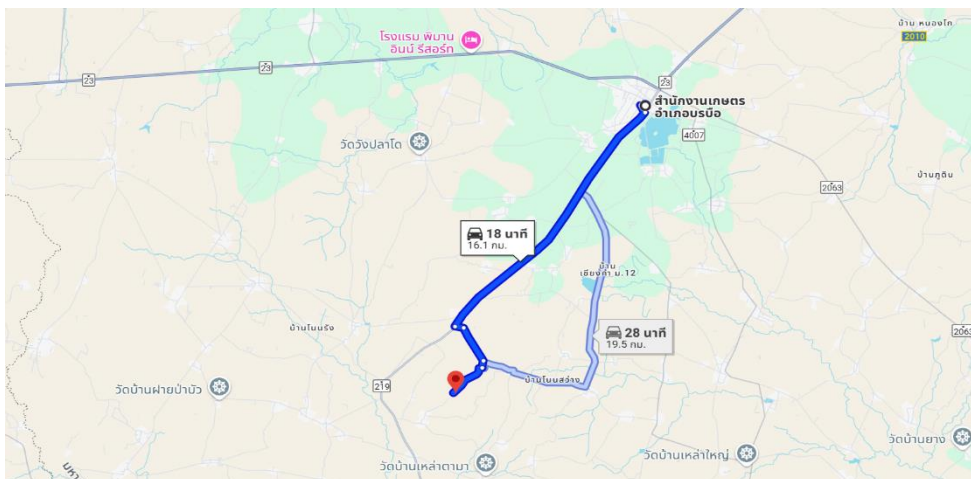 บ้าน หนองโก
2010
โรงแรม พิมาน
อินน์ รีสอร์ท
23
23
23
สำนักงานเกษตร
อำเภอบรบือ
4007
วัดวังปลาโด
บ้านภูดิน
2063
18 นาที
16.1 กม.
บ้าน
เขียงคำ ม.12
บ้านโนนรัง
28 นาที
19.5 กม.
2063
219
บ้านโนนสว่าง
วัดบ้านฝายป่าบัว
วัดบ้านยาง
วัดบ้านเหล่าตามา
วัดบ้านเหล่าใหญ่
มหา